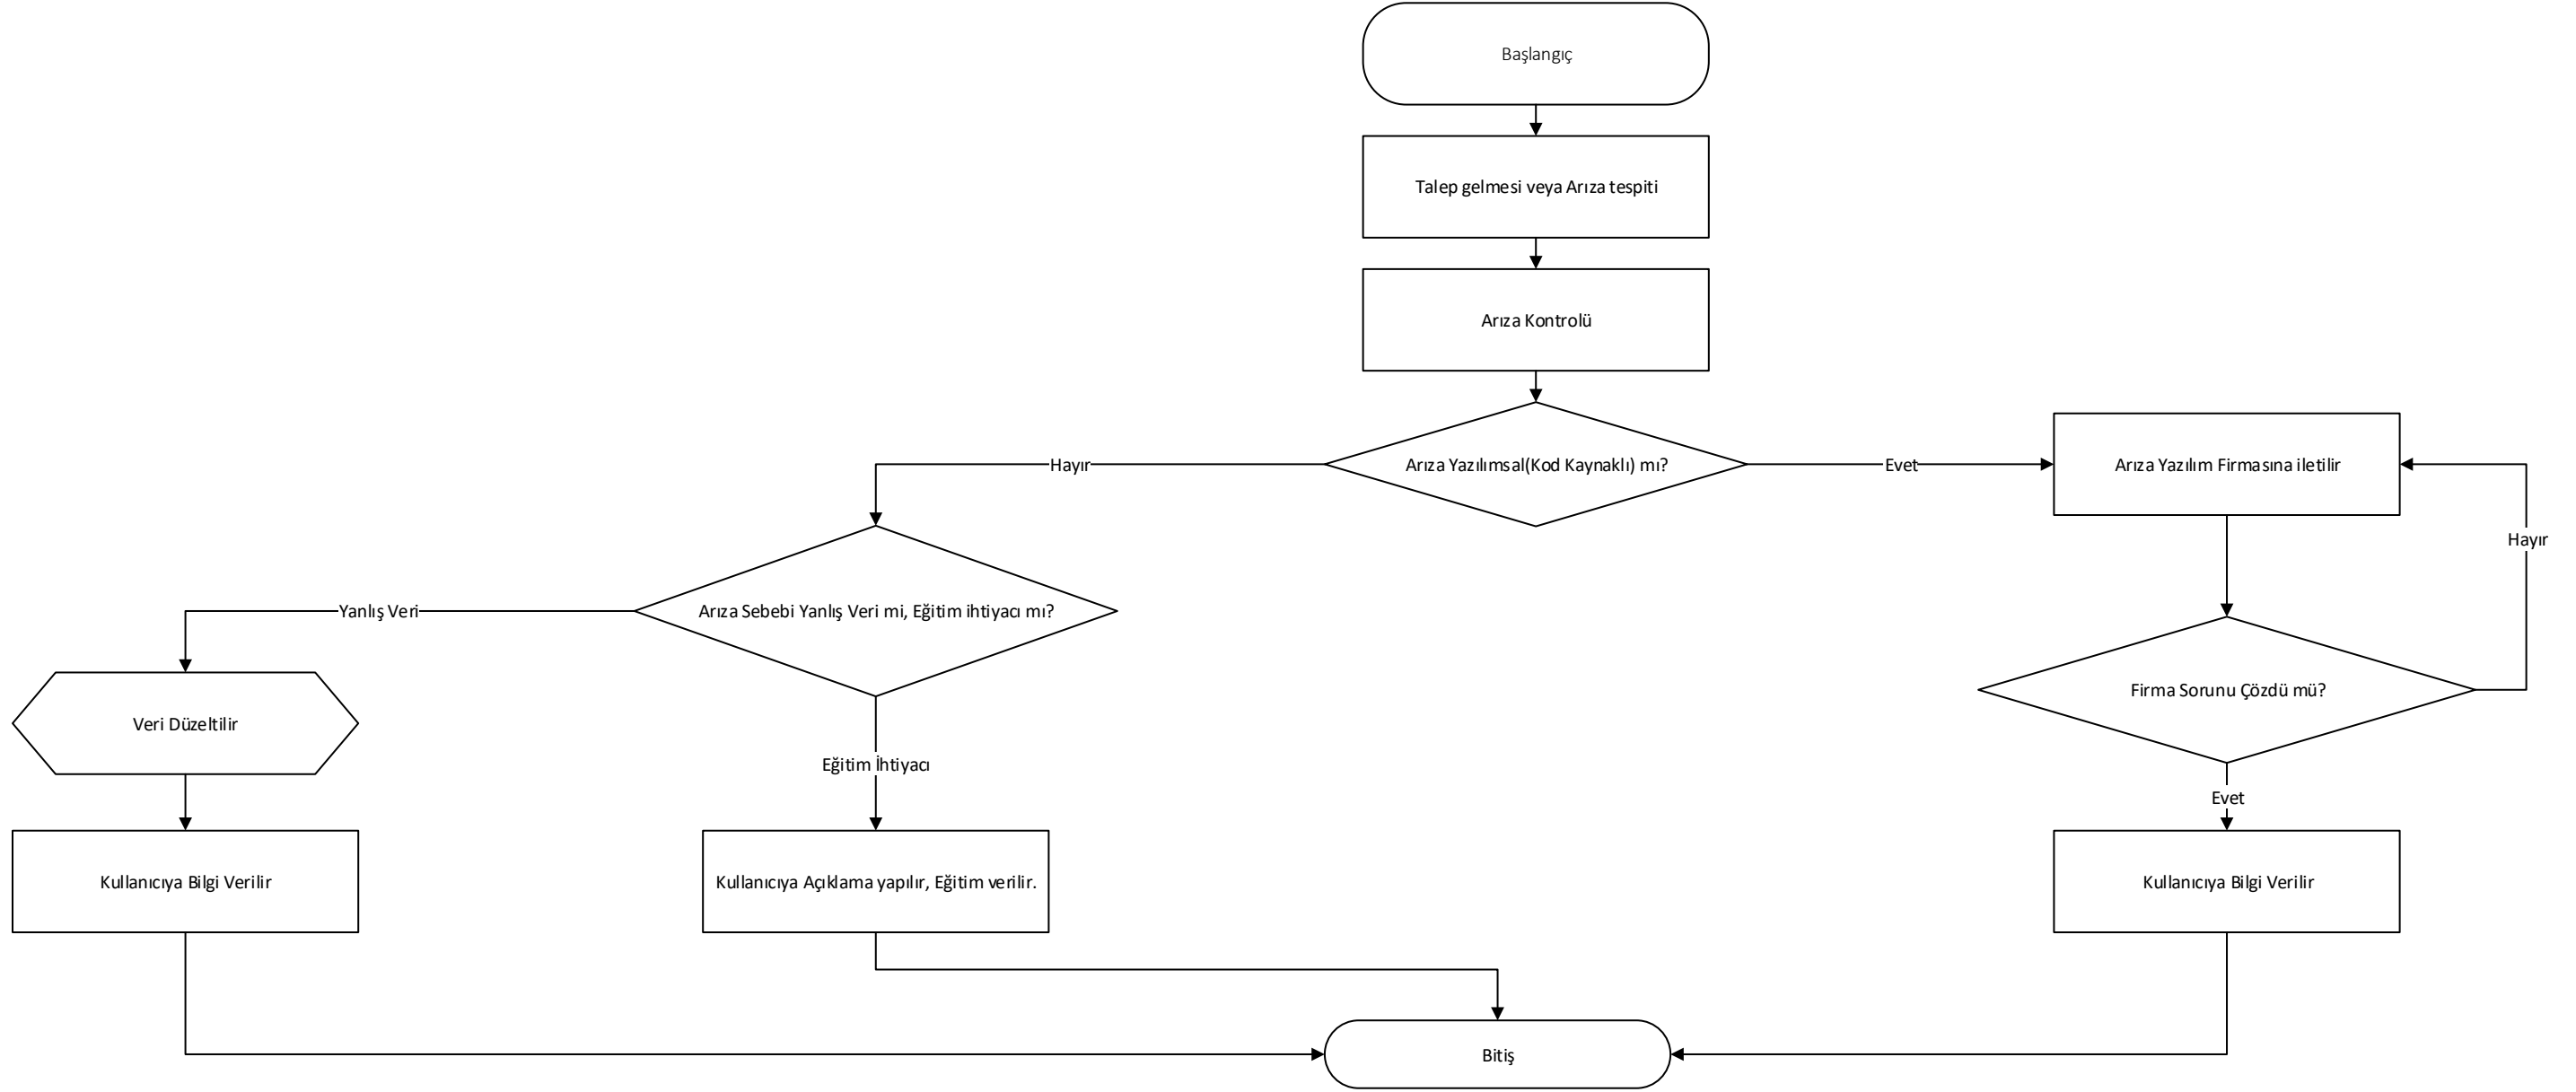 Başlangıç
Talep gelmesi veya Arıza tespiti
Arıza Kontrolü
Arıza Yazılımsal(Kod Kaynaklı) mı?
Hayır
Evet
Arıza Yazılım Firmasına iletilir
Hayır
Arıza Sebebi Yanlış Veri mi, Eğitim ihtiyacı mı?
Yanlış Veri
Firma Sorunu Çözdü mü?
Veri Düzeltilir
Eğitim İhtiyacı
Evet
Kullanıcıya Bilgi Verilir
Kullanıcıya Açıklama yapılır, Eğitim verilir.
Kullanıcıya Bilgi Verilir
Bitiş